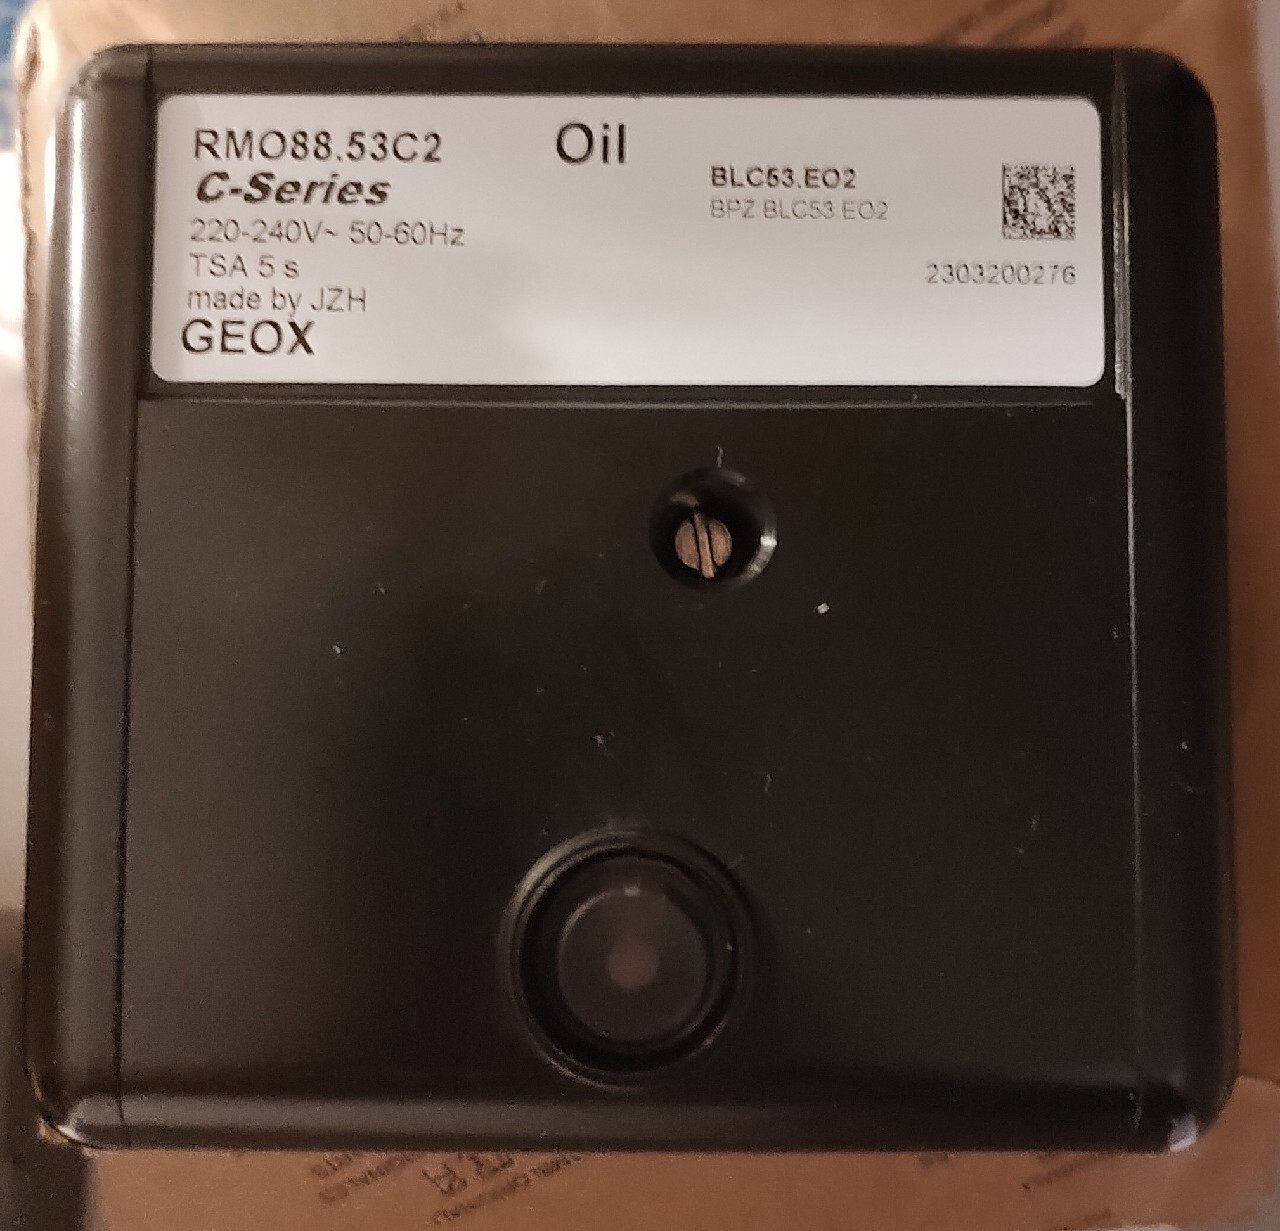 RMO88.53C2
Oil
C-Series
220-240V~ 50-60Hz
TSA 5 s
made by JZH
GEOX
BLC53.EO2
BPZ:BLC53.EO2
2303200276